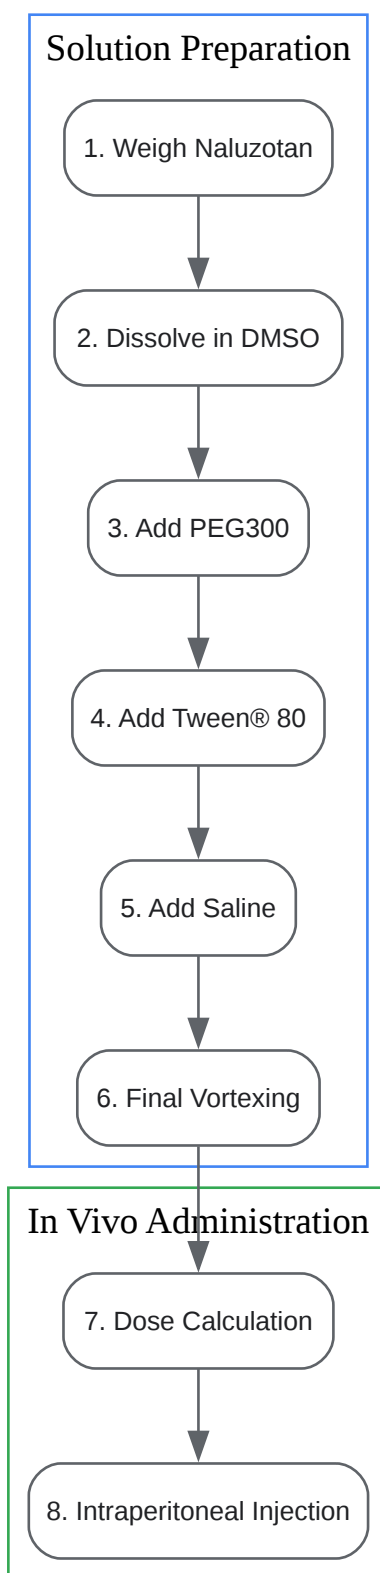 Solution Preparation
1. Weigh Naluzotan
2. Dissolve in DMSO
3. Add PEG300
4. Add Tween® 80
5. Add Saline
6. Final Vortexing
In Vivo Administration
7. Dose Calculation
8. Intraperitoneal Injection